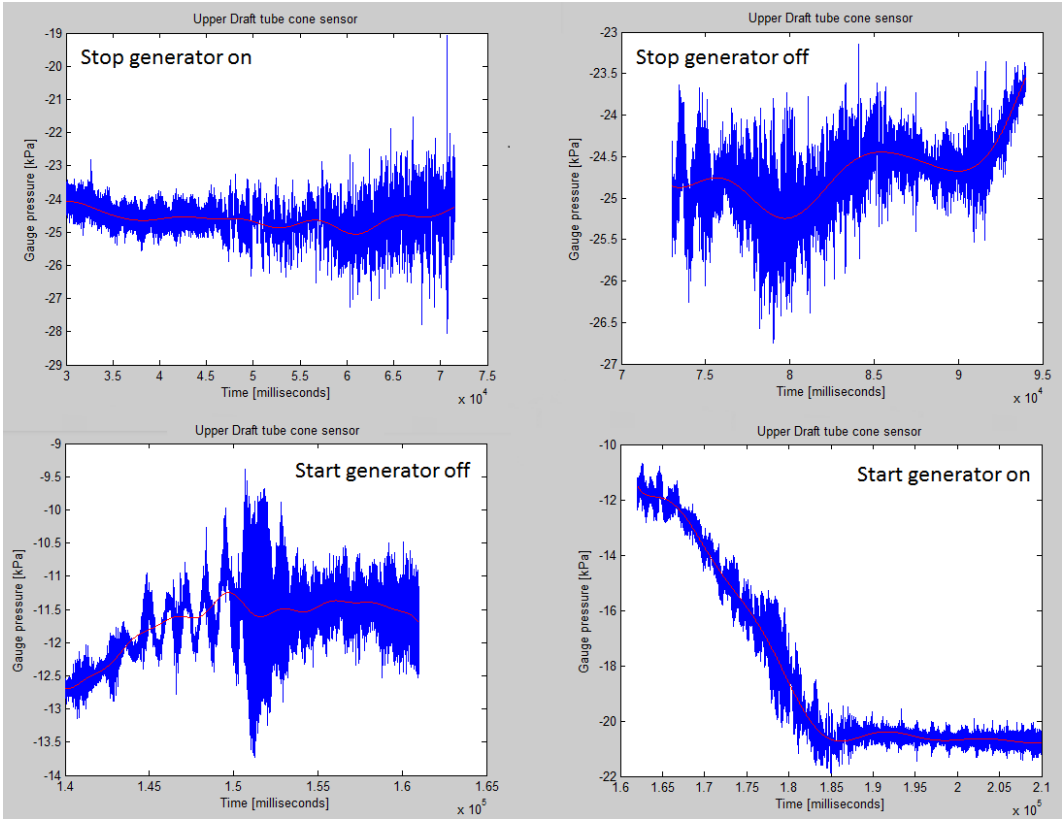 Upper Draft tube cone sensor
Stop generator on
Gauge pressure [kPa]
-19
-20
-21
-22
-23
-24
-25
-26
-27
-28
-29
3 3.5 4 4.5 5 5.5 6 6.5 7 7.5
Time [milliseconds]
x 10^4
Upper Draft tube cone sensor
Stop generator off
Gauge pressure [kPa]
-23
-23.5
-24
-24.5
-25
-25.5
-26
-26.5
-27
7 7.5 8 8.5 9 9.5
Time [milliseconds]
x 10^4
Upper Draft tube cone sensor
Start generator off
Gauge pressure [kPa]
-9
-9.5
-10
-10.5
-11
-11.5
-12
-12.5
-13
-13.5
-14
1.4 1.45 1.5 1.55 1.6 1.65
Time [milliseconds]
x 10^5
Upper Draft tube cone sensor
Start generator on
Gauge pressure [kPa]
-10
-12
-14
-16
-18
-20
-22
1.6 1.65 1.7 1.75 1.8 1.85 1.9 1.95 2 2.05 2.1
Time [milliseconds]
x 10^5